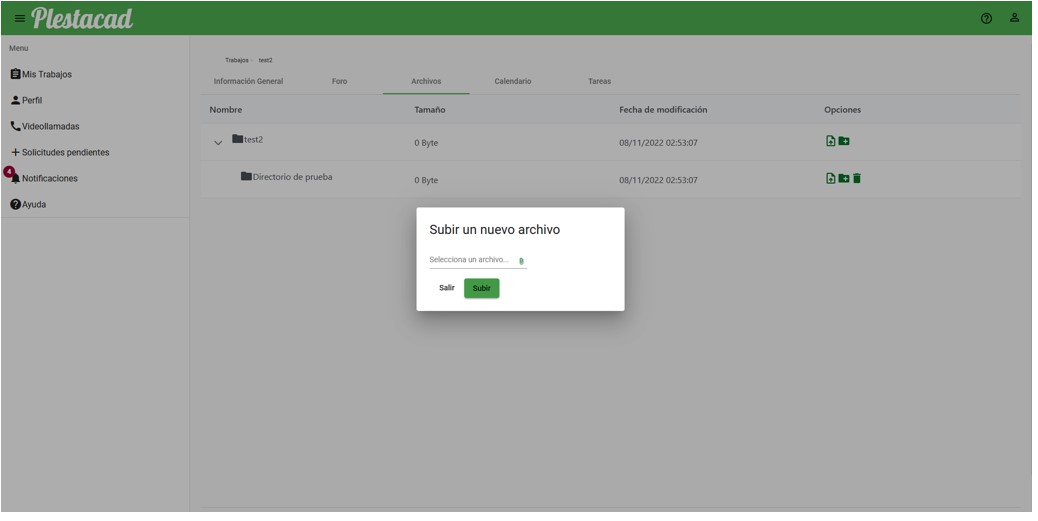 Plestacad
Menu
Trabajos - test2
Información General Foro Archivos Calendario Tareas
Mis Trabajos
Perfil
Videollamadas
Solicitudes pendientes
4
Notificaciones
Ayuda
Nombre Tamaño Fecha de modificación Opciones
test2 0 Byte 08/11/2022 02:53:07
Directorio de prueba 0 Byte 08/11/2022 02:53:07
Subir un nuevo archivo
Selecciona un archivo...
Salir Subir